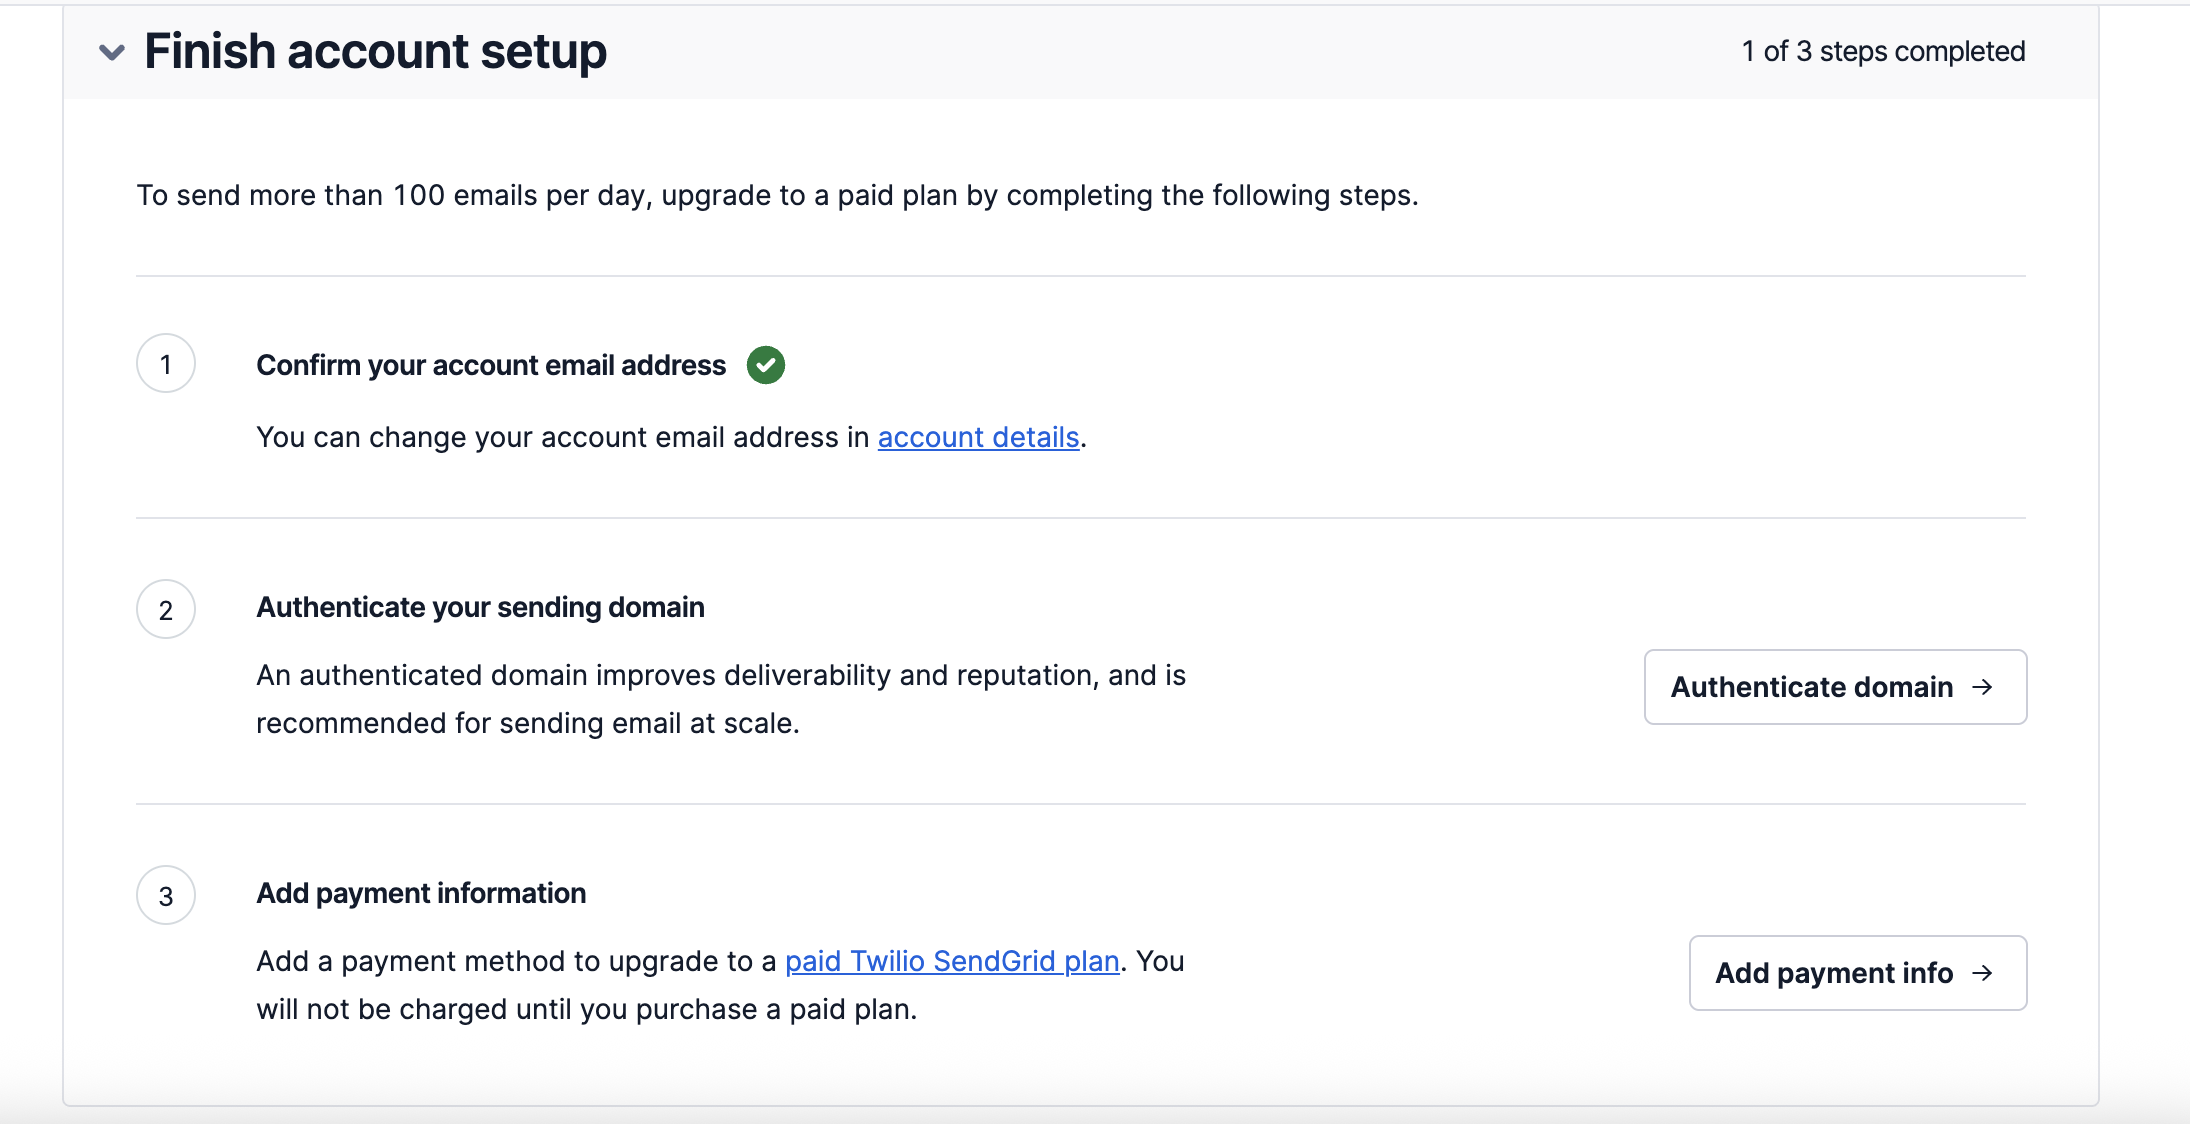 Finish account setup
1 of 3 steps completed
To send more than 100 emails per day, upgrade to a paid plan by completing the following steps.
1
Confirm your account email address
You can change your account email address in account details.
2
Authenticate your sending domain
An authenticated domain improves deliverability and reputation, and is
recommended for sending email at scale.
Authenticate domain →
3
Add payment information
Add a payment method to upgrade to a paid Twilio SendGrid plan. You
will not be charged until you purchase a paid plan.
Add payment info →